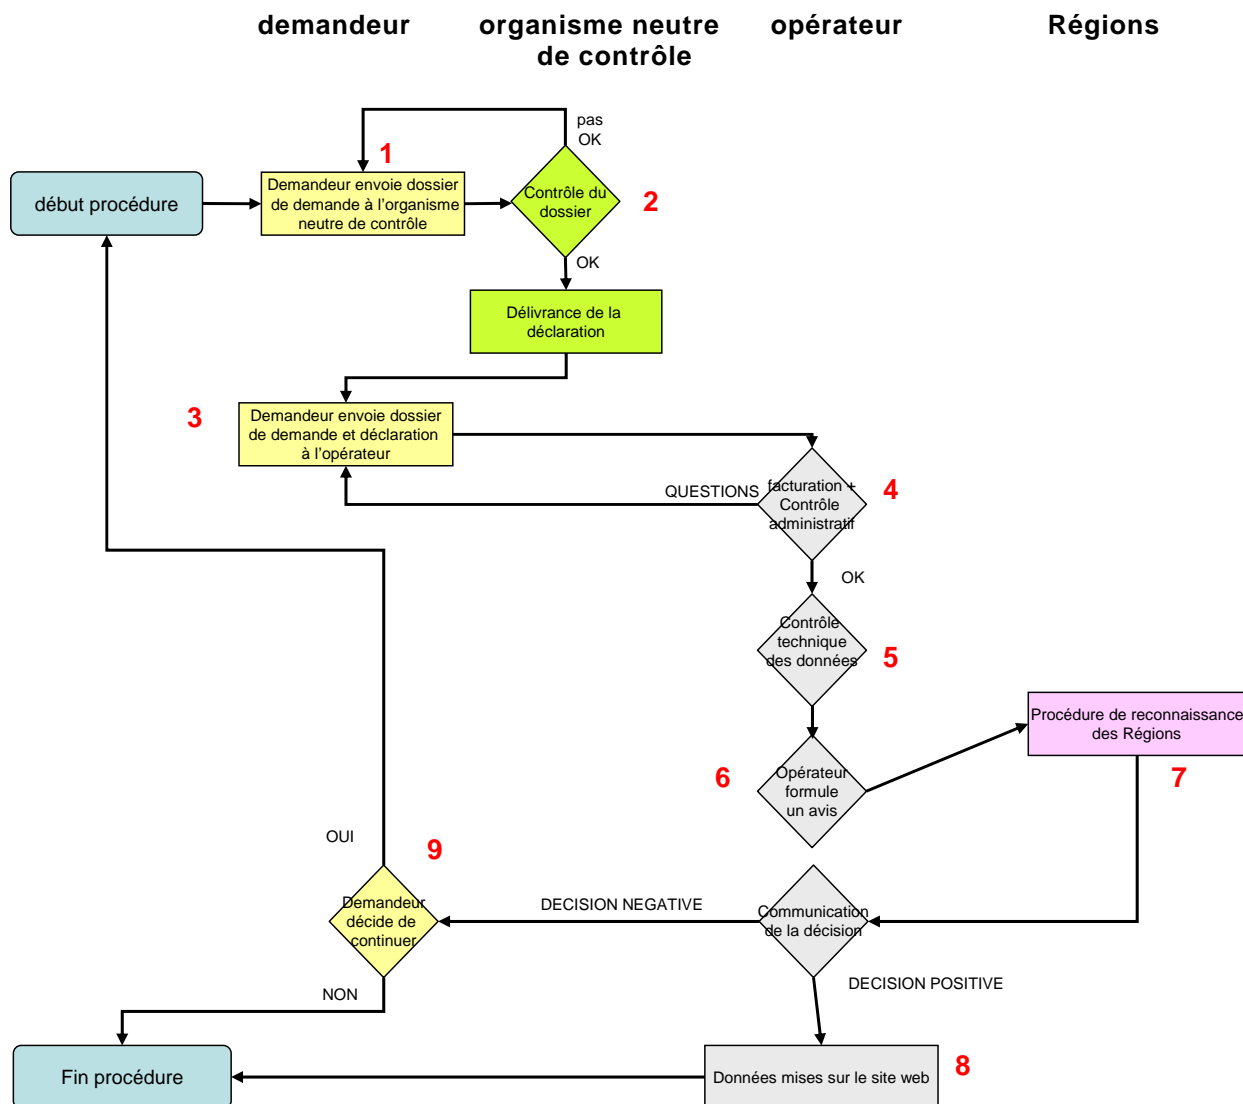 demandeur
organisme neutre
de contrôle
opérateur
Régions
pas
OK
1
début procédure
Demandeur envoie dossier
de demande à l'organisme
neutre de contrôle
Contrôle du
dossier
2
OK
Délivrance de la
déclaration
3
Demandeur envoie dossier
de demande et déclaration
à l'opérateur
QUESTIONS
facturation +
Contrôle
administratif
4
OK
Contrôle
technique
des données
5
Procédure de reconnaissance
des Régions
6
Opérateur
formule
un avis
7
OUI
9
Demandeur
décide de
continuer
DECISION NEGATIVE
Communication
de la décision
NON
DECISION POSITIVE
Fin procédure
Données mises sur le site web
8